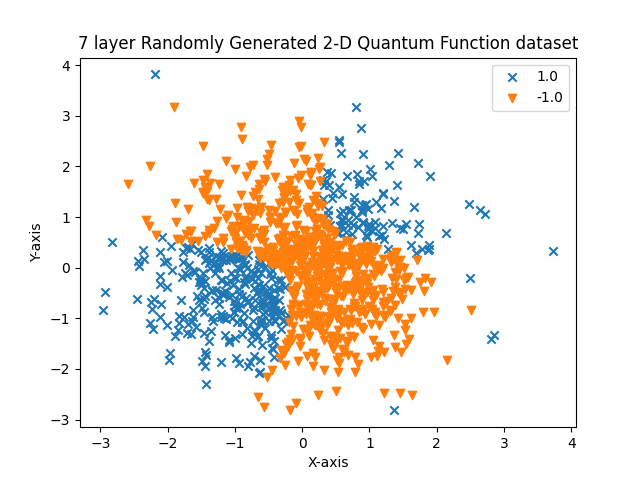 7 layer Randomly Generated 2-D Quantum Function dataset
1.0
-1.0
4
3
2
1
0
−1
−2
−3
Y-axis
−3 −2 −1 0 1 2 3 4
X-axis